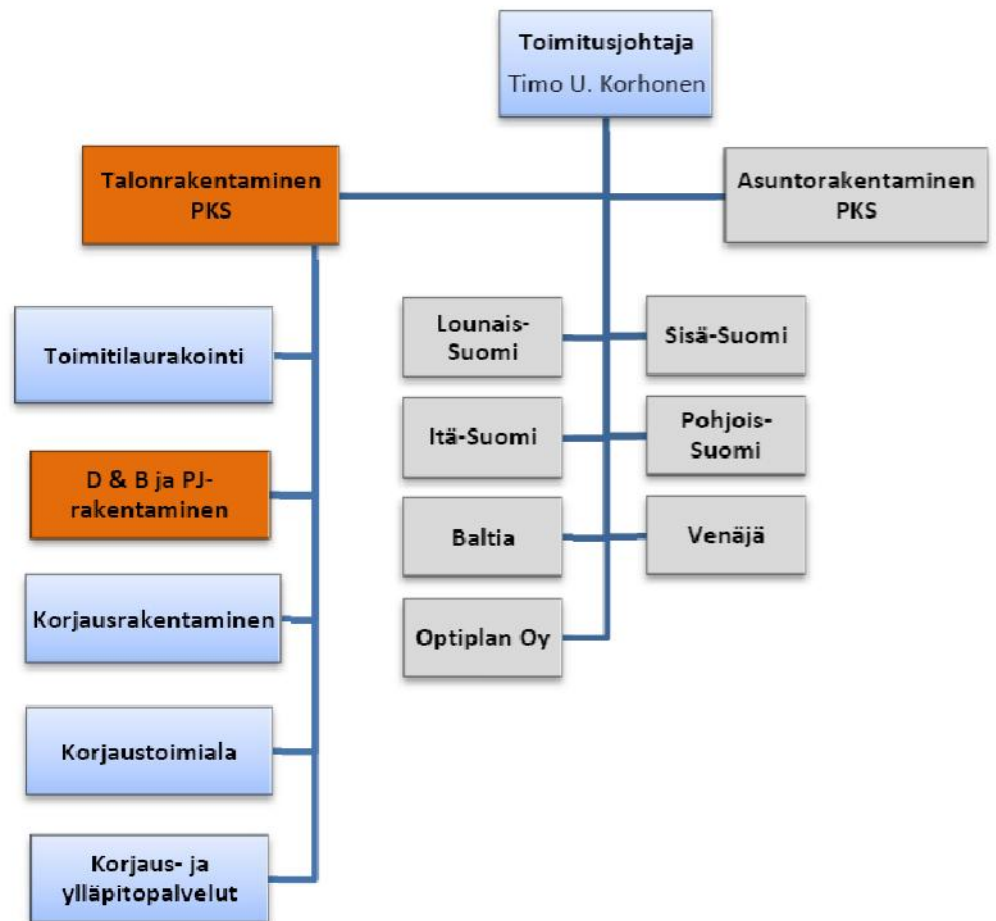 Toimitusjohtaja
Timo U. Korhonen
Talonrakentaminen
PKS
Asuntorakentaminen
PKS
Toimitilaurakointi
D & B ja PJ-
rakentaminen
Korjausrakentaminen
Korjaustoimiala
Korjaus- ja
ylläpitopalvelut
Lounais-
Suomi
Sisä-Suomi
Itä-Suomi
Pohjois-
Suomi
Baltia
Venäjä
Optiplan Oy